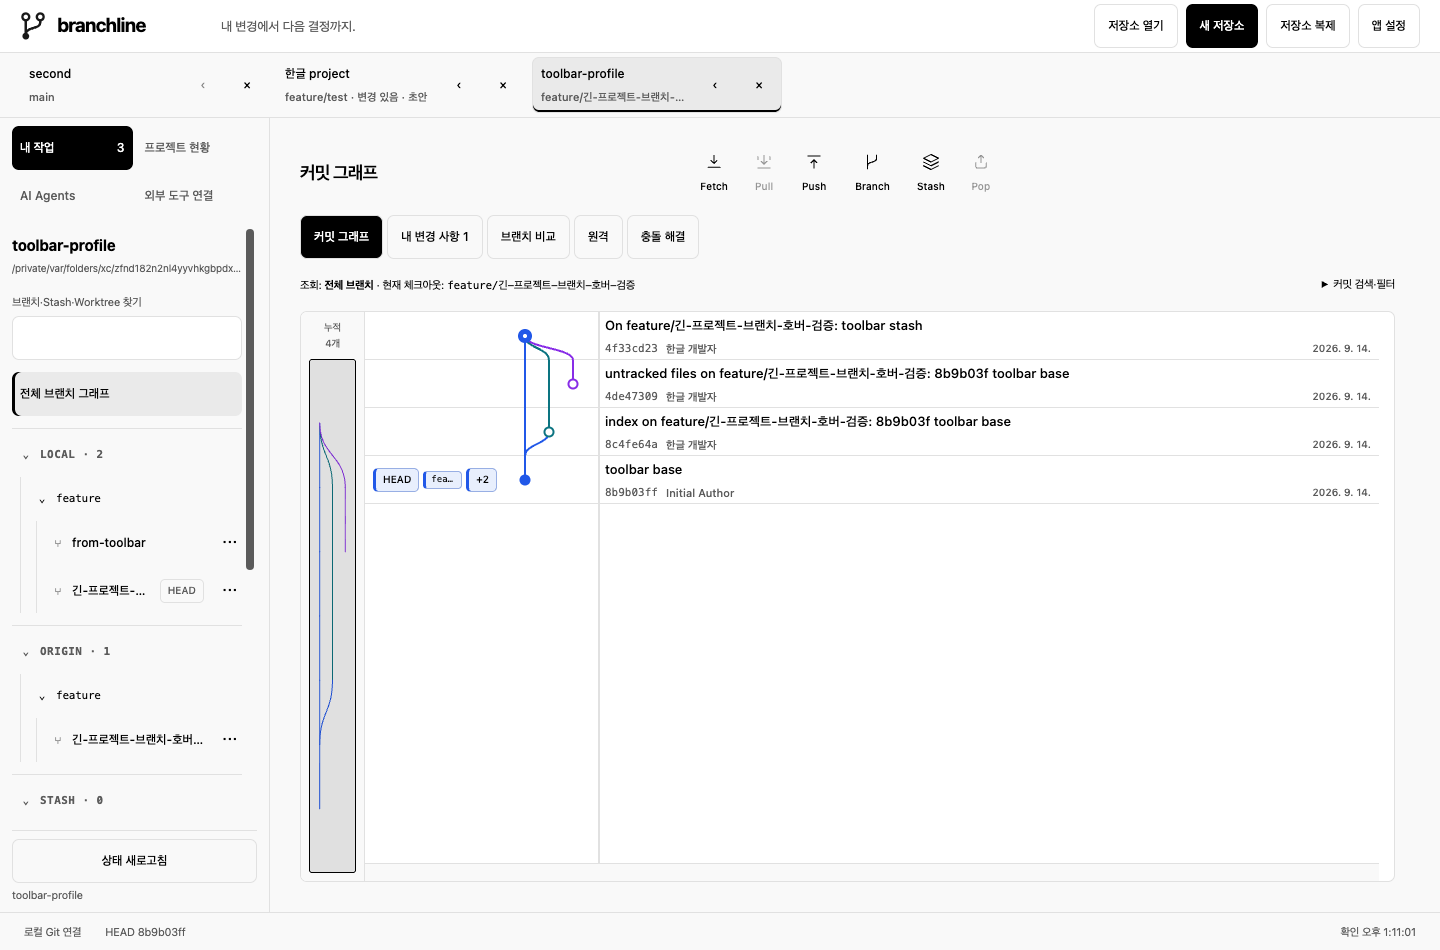 branchline
내 변경에서 다음 결정까지.
저장소 열기
새 저장소
저장소 복제
앱 설정
second
main
한글 project
feature/test · 변경 있음 · 초안
toolbar-profile
feature/긴-프로젝트-브랜치-...
내 작업 3
프로젝트 현황
AI Agents
외부 도구 연결
toolbar-profile
/private/var/folders/xc/zfnd182n2nl4yyvhkgbpdx...
브랜치·Stash·Worktree 찾기
전체 브랜치 그래프
LOCAL · 2
feature
from-toolbar
긴-프로젝트-... HEAD
ORIGIN · 1
feature
긴-프로젝트-브랜치-호버...
STASH · 0
상태 새로고침
toolbar-profile
커밋 그래프
Fetch
Pull
Push
Branch
Stash
Pop
커밋 그래프
내 변경 사항 1
브랜치 비교
원격
충돌 해결
조회: 전체 브랜치 · 현재 체크아웃: feature/긴-프로젝트-브랜치-호버-검증
커밋 검색·필터
누적
4개
On feature/긴-프로젝트-브랜치-호버-검증: toolbar stash
4f33cd23 한글 개발자 2026. 9. 14.
untracked files on feature/긴-프로젝트-브랜치-호버-검증: 8b9b03f toolbar base
4de47309 한글 개발자 2026. 9. 14.
index on feature/긴-프로젝트-브랜치-호버-검증: 8b9b03f toolbar base
8c4fe64a 한글 개발자 2026. 9. 14.
HEAD fea... +2
toolbar base
8b9b03ff Initial Author 2026. 9. 14.
로컬 Git 연결
HEAD 8b9b03ff
확인 오후 1:11:01